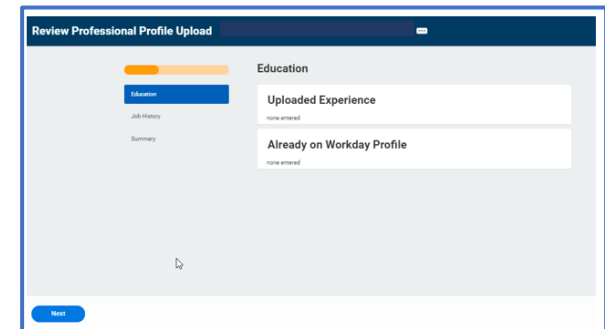 Review Professional Profile Upload
Education
Education
Uploaded Experience
none entered
Job History
Summary
Already on Workday Profile
none entered
Next